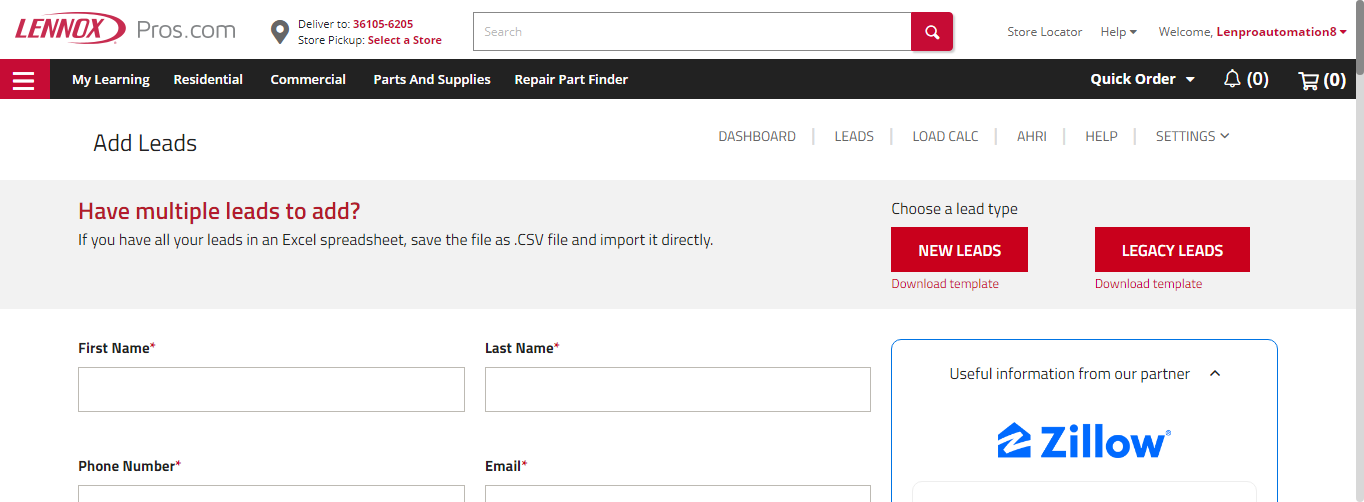 LENNOX Pros.com
Deliver to: 36105-6205
Store Pickup: Select a Store
Search
Store Locator
Help
Welcome, Lenproautomation8
My Learning
Residential
Commercial
Parts And Supplies
Repair Part Finder
Quick Order
(0)
(0)
Add Leads
DASHBOARD
LEADS
LOAD CALC
AHRI
HELP
SETTINGS
Have multiple leads to add?
If you have all your leads in an Excel spreadsheet, save the file as .CSV file and import it directly.
Choose a lead type
NEW LEADS
LEGACY LEADS
Download template
Download template
First Name*
Last Name*
Useful information from our partner
Zillow®
Phone Number*
Email*